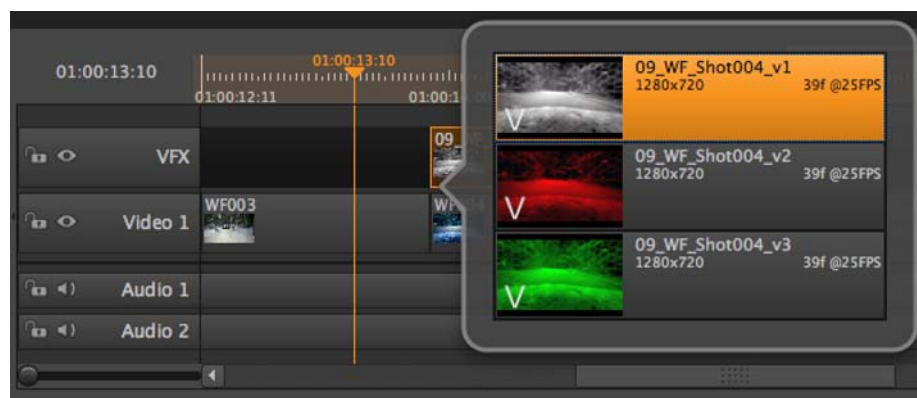 01:00:13:10
01:00:13:10
01:00:12:11
VFX
09_
Video 1
WF003
Audio 1
Audio 2
09_WF_Shot004_v1
1280x720 39f @25FPS
V
09_WF_Shot004_v2
1280x720 39f @25FPS
V
09_WF_Shot004_v3
1280x720 39f @25FPS
V